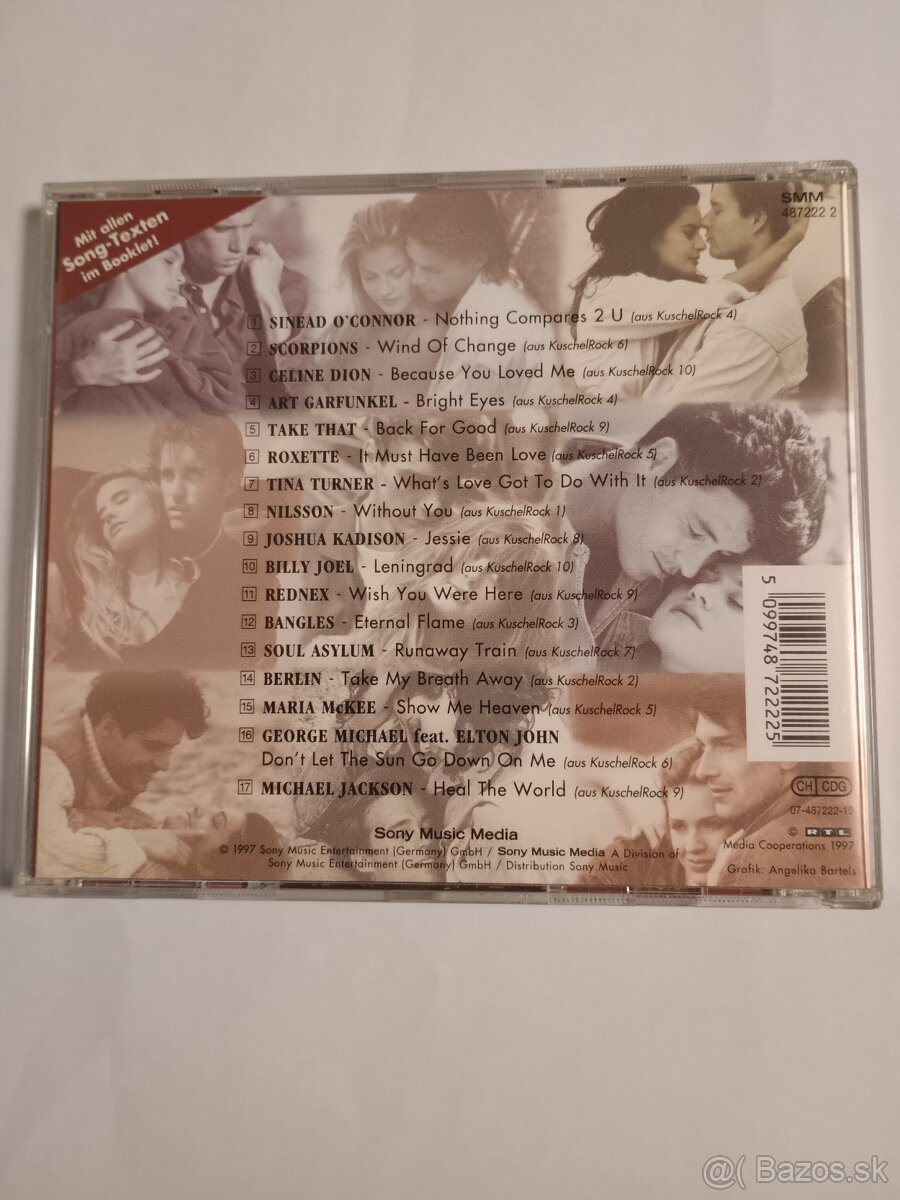 Mit allen
Song-Texten
im Booklet!
SMM
487222 2
1 SINEAD O'CONNOR - Nothing Compares 2 U (aus KuschelRock 4)
2 SCORPIONS - Wind Of Change (aus KuschelRock 6)
3 CELINE DION - Because You Loved Me (aus KuschelRock 10)
4 ART GARFUNKEL - Bright Eyes (aus KuschelRock 4)
5 TAKE THAT - Back For Good (aus KuschelRock 9)
6 ROXETTE - It Must Have Been Love (aus KuschelRock 5)
7 TINA TURNER - What's Love Got To Do With It (aus KuschelRock 2)
8 NILSSON - Without You (aus KuschelRock 1)
9 JOSHUA KADISON - Jessie (aus KuschelRock 8)
10 BILLY JOEL - Leningrad (aus KuschelRock 10)
11 REDNEX - Wish You Were Here (aus KuschelRock 9)
12 BANGLES - Eternal Flame (aus KuschelRock 3)
13 SOUL ASYLUM - Runaway Train (aus KuschelRock 7)
14 BERLIN - Take My Breath Away (aus KuschelRock 2)
15 MARIA McKEE - Show Me Heaven (aus KuschelRock 5)
16 GEORGE MICHAEL feat. ELTON JOHN
Don't Let The Sun Go Down On Me (aus KuschelRock 6)
17 MICHAEL JACKSON - Heal The World (aus KuschelRock 9)
5 099748 722225
CH CDG
07-487222-10
© RTL
Media Cooperations 1997
Grafik: Angelika Bartels
Sony Music Media
© 1997 Sony Music Entertainment (Germany) GmbH / Sony Music Media A Division of
Sony Music Entertainment (Germany) GmbH / Distribution Sony Music
@( Bazos.sk